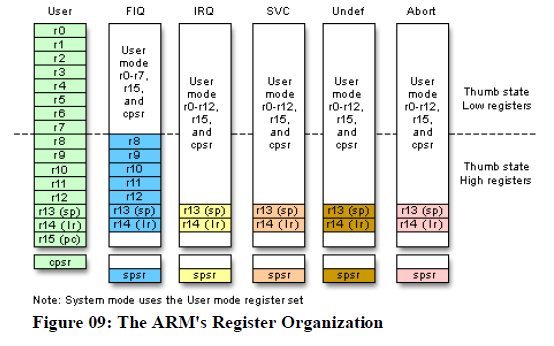 User FIQ IRQ SVC Undef Abort
r0
r1
r2
r3
r4
r5
r6
r7
r8
r9
r10
r11
r12
r13 (sp)
r14 (lr)
r15 (pc)
cpsr
User
mode
r0-r7,
r15,
and
cpsr
r8
r9
r10
r11
r12
r13 (sp)
r14 (lr)
spsr
User
mode
r0-r12,
r15,
and
cpsr
r13 (sp)
r14 (lr)
spsr
User
mode
r0-r12,
r15,
and
cpsr
r13 (sp)
r14 (lr)
spsr
User
mode
r0-r12,
r15,
and
cpsr
r13 (sp)
r14 (lr)
spsr
User
mode
r0-r12,
r15,
and
cpsr
r13 (sp)
r14 (lr)
spsr
Thumb state
Low registers
Thumb state
High registers
Note: System mode uses the User mode register set
Figure 09: The ARM's Register Organization